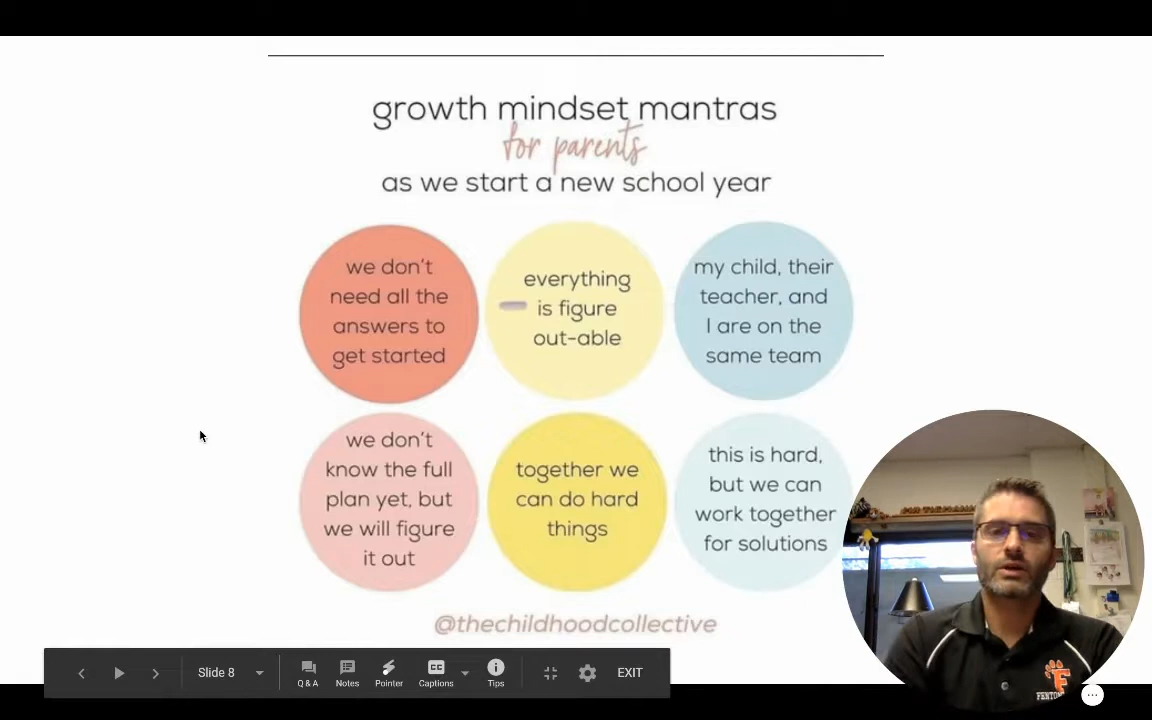 growth mindset mantras
for parents
as we start a new school year
we don't
need all the
answers to
get started
everything
is figure
out-able
my child, their
teacher, and
I are on the
same team
we don't
know the full
plan yet, but
we will figure
it out
together we
can do hard
things
this is hard,
but we can
work together
for solutions
@thechildhoodcollective
Slide 8
Q & A
Notes
Pointer
CC
Captions
Tips
EXIT
F